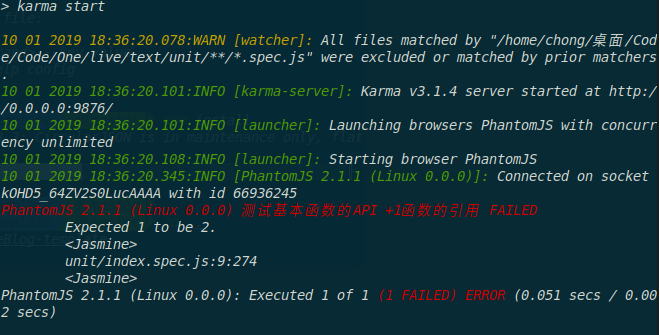 > karma start
10 01 2019 18:36:20.078:WARN [watcher]: All files matched by "/home/chong/桌面/Cod
e/Code/One/live/text/unit/**/*.spec.js" were excluded or matched by prior matchers
.
10 01 2019 18:36:20.101:INFO [karma-server]: Karma v3.1.4 server started at http:/
/0.0.0.0:9876/
10 01 2019 18:36:20.101:INFO [launcher]: Launching browsers PhantomJS with concurr
ency unlimited
10 01 2019 18:36:20.108:INFO [launcher]: Starting browser PhantomJS
10 01 2019 18:36:20.345:INFO [PhantomJS 2.1.1 (Linux 0.0.0)]: Connected on socket
kOHD5_64ZV2S0LucAAAA with id 66936245
PhantomJS 2.1.1 (Linux 0.0.0) 测试基本函数的API +1函数的引用 FAILED
Expected 1 to be 2.
<Jasmine>
unit/index.spec.js:9:274
<Jasmine>
PhantomJS 2.1.1 (Linux 0.0.0): Executed 1 of 1 (1 FAILED) ERROR (0.051 secs / 0.00
2 secs)